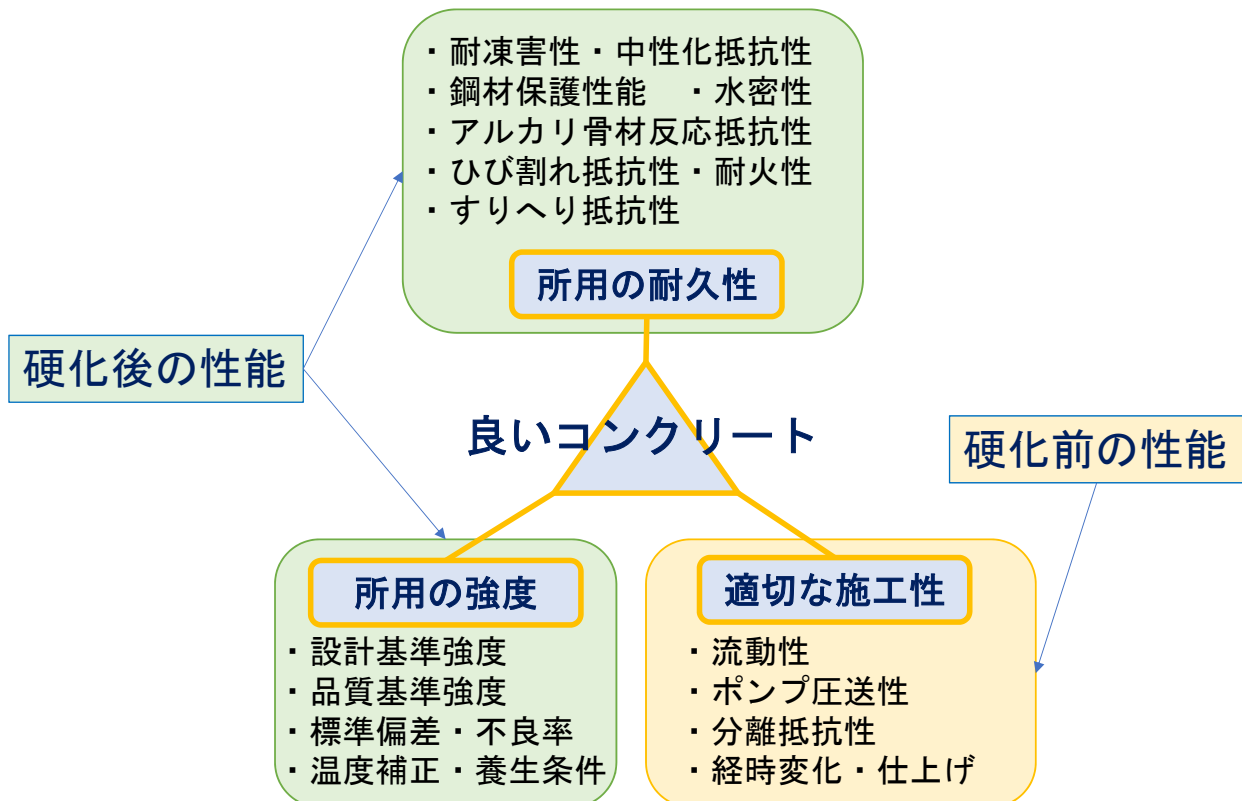 ・耐凍害性・中性化抵抗性
・鋼材保護性能　・水密性
・アルカリ骨材反応抵抗性
・ひび割れ抵抗性・耐火性
・すりへり抵抗性
所用の耐久性
硬化後の性能
良いコンクリート
硬化前の性能
所用の強度
・設計基準強度
・品質基準強度
・標準偏差・不良率
・温度補正・養生条件
適切な施工性
・流動性
・ポンプ圧送性
・分離抵抗性
・経時変化・仕上げ